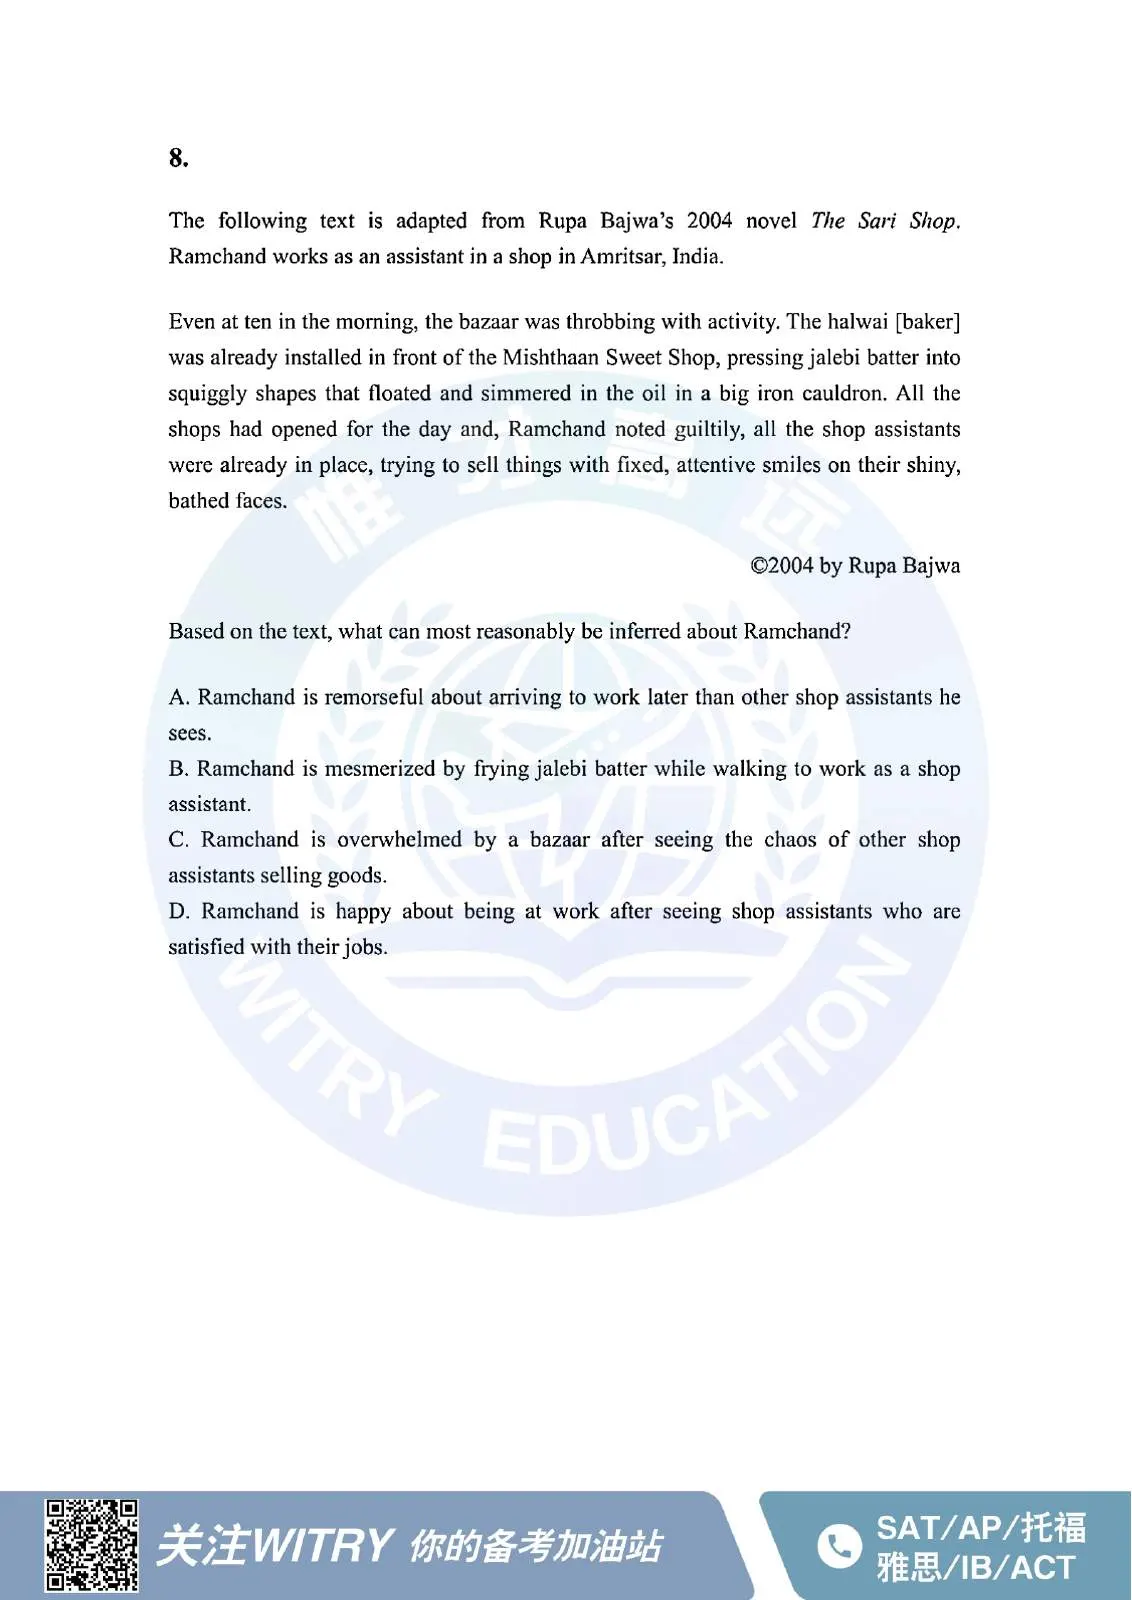 8.
The following text is adapted from Rupa Bajwa’s 2004 novel The Sari Shop.
Ramchand works as an assistant in a shop in Amritsar, India.
Even at ten in the morning, the bazaar was throbbing with activity. The halwai [baker]
was already installed in front of the Mishthaan Sweet Shop, pressing jalebi batter into
squiggly shapes that floated and simmered in the oil in a big iron cauldron. All the
shops had opened for the day and, Ramchand noted guiltily, all the shop assistants
were already in place, trying to sell things with fixed, attentive smiles on their shiny,
bathed faces.
©2004 by Rupa Bajwa
Based on the text, what can most reasonably be inferred about Ramchand?
A. Ramchand is remorseful about arriving to work later than other shop assistants he
sees.
B. Ramchand is mesmerized by frying jalebi batter while walking to work as a shop
assistant.
C. Ramchand is overwhelmed by a bazaar after seeing the chaos of other shop
assistants selling goods.
D. Ramchand is happy about being at work after seeing shop assistants who are
satisfied with their jobs.
惟才高远
WITRY EDUCATION
关注WITRY 你的备考加油站
SAT/AP/托福
雅思/IB/ACT